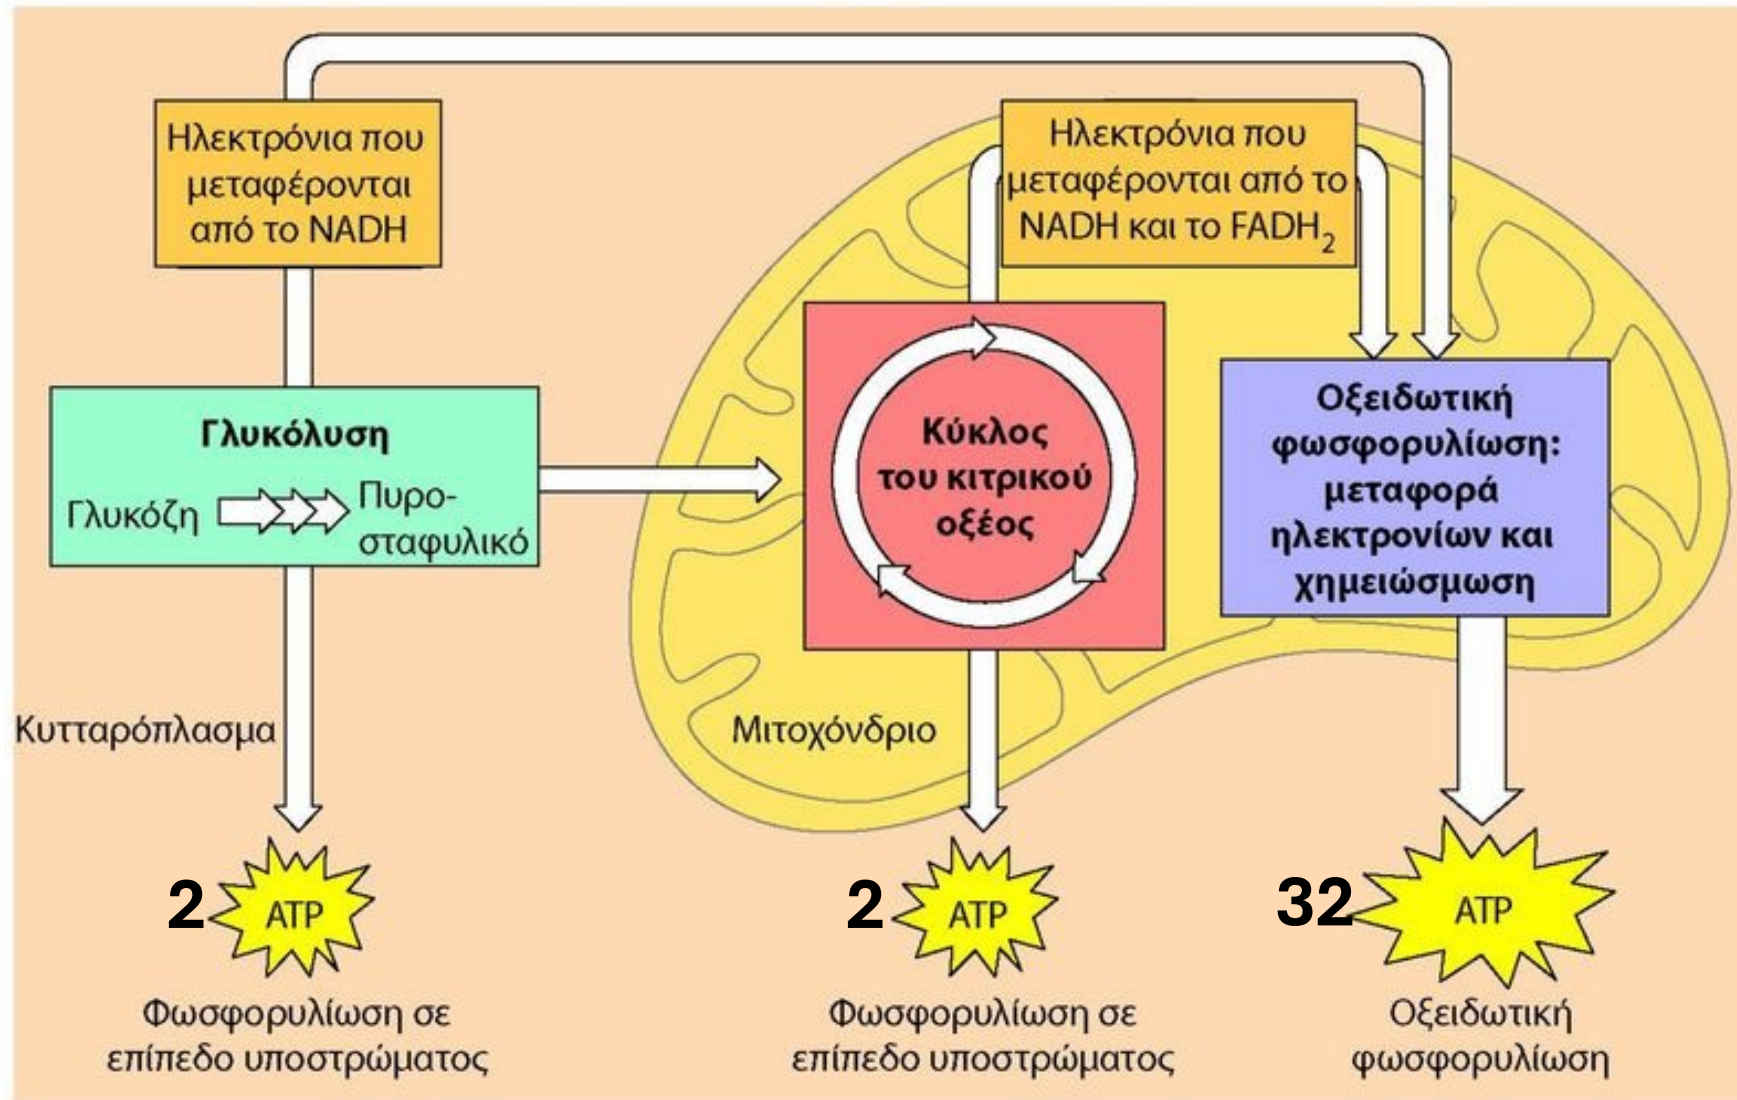 Ηλεκτρόνια που
μεταφέρονται
από το NADH
Ηλεκτρόνια που
μεταφέρονται από το
NADH και το FADH₂
Γλυκόλυση
Γλυκόζη
Πυρο-
σταφυλικό
Κύκλος
του κιτρικού
οξέος
Οξειδωτική
φωσφορυλίωση:
μεταφορά
ηλεκτρονίων και
χημειώσμωση
Κυτταρόπλασμα
Μιτοχόνδριο
2 ATP
2 ATP
32 ATP
Φωσφορυλίωση σε
επίπεδο υποστρώματος
Φωσφορυλίωση σε
επίπεδο υποστρώματος
Οξειδωτική
φωσφορυλίωση